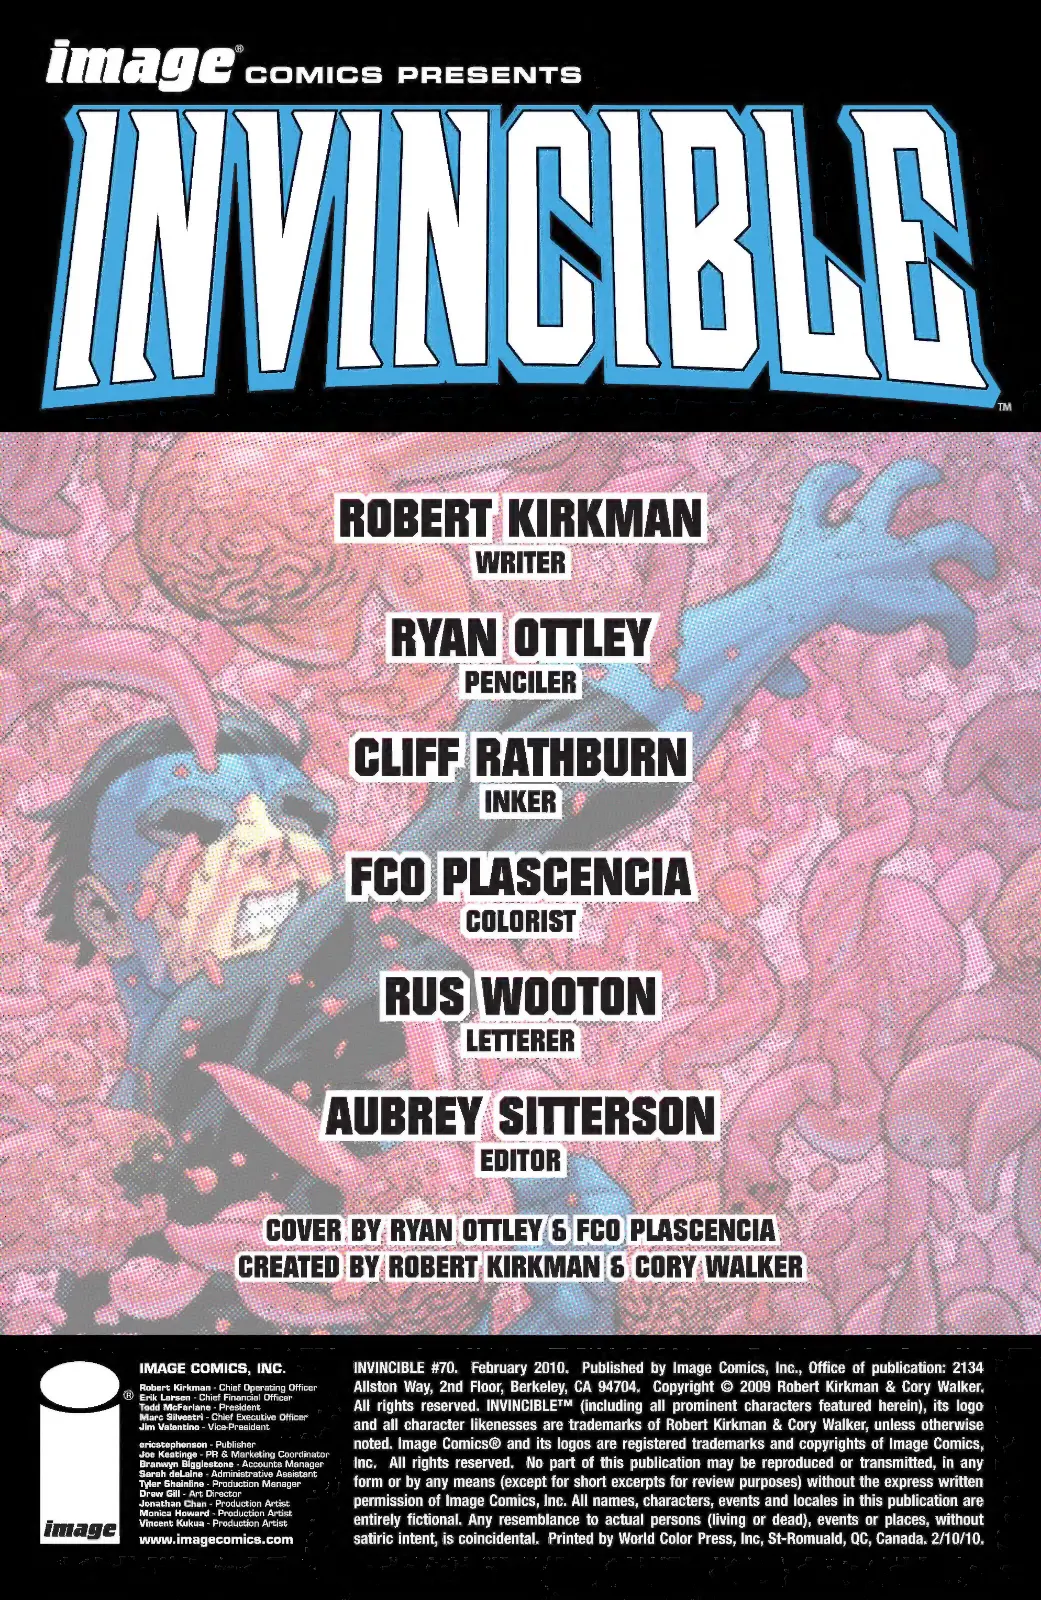 image® COMICS PRESENTS
INVINCIBLE™
ROBERT KIRKMAN
WRITER
RYAN OTTLEY
PENCILER
CLIFF RATHBURN
INKER
FCO PLASCENCIA
COLORIST
RUS WOOTON
LETTERER
AUBREY SITTERSON
EDITOR
COVER BY RYAN OTTLEY & FCO PLASCENCIA
CREATED BY ROBERT KIRKMAN & CORY WALKER
®
image
IMAGE COMICS, INC.
Robert Kirkman - Chief Operating Officer
Erik Larsen - Chief Financial Officer
Todd McFarlane - President
Marc Silvestri - Chief Executive Officer
Jim Valentino - Vice-President
ericstephenson - Publisher
Joe Keatinge - PR & Marketing Coordinator
Branwyn Bigglestone - Accounts Manager
Sarah deLaine - Administrative Assistant
Tyler Shainline - Production Manager
Drew Gill - Art Director
Jonathan Chan - Production Artist
Monica Howard - Production Artist
Vincent Kukua - Production Artist
www.imagecomics.com
INVINCIBLE #70. February 2010. Published by Image Comics, Inc., Office of publication: 2134
Allston Way, 2nd Floor, Berkeley, CA 94704. Copyright © 2009 Robert Kirkman & Cory Walker.
All rights reserved. INVINCIBLE™ (including all prominent characters featured herein), its logo
and all character likenesses are trademarks of Robert Kirkman & Cory Walker, unless otherwise
noted. Image Comics® and its logos are registered trademarks and copyrights of Image Comics,
Inc. All rights reserved. No part of this publication may be reproduced or transmitted, in any
form or by any means (except for short excerpts for review purposes) without the express written
permission of Image Comics, Inc. All names, characters, events and locales in this publication are
entirely fictional. Any resemblance to actual persons (living or dead), events or places, without
satiric intent, is coincidental. Printed by World Color Press, Inc, St-Romuald, QC, Canada. 2/10/10.